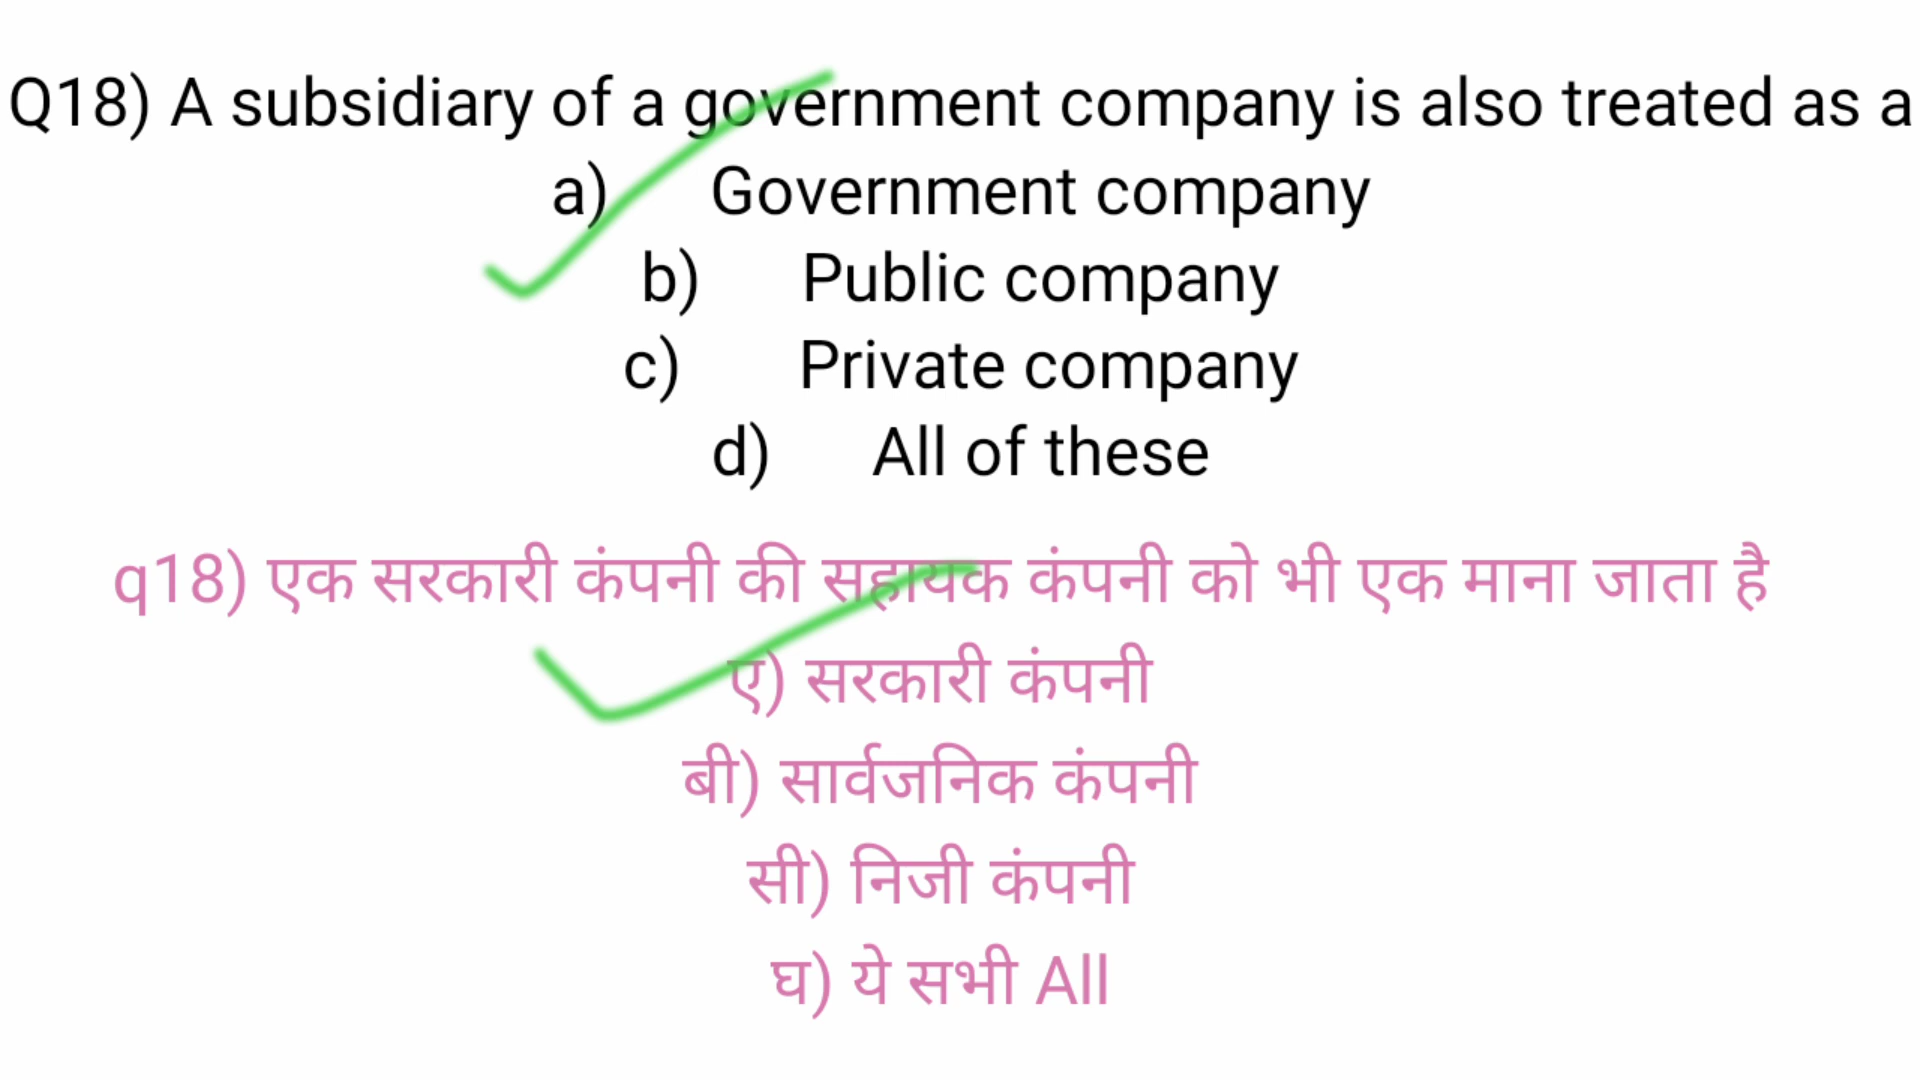 Q18) A subsidiary of a government company is also treated as a
a) Government company
b) Public company
c) Private company
d) All of these
q18) एक सरकारी कंपनी की सहायक कंपनी को भी एक माना जाता है
ए) सरकारी कंपनी
बी) सार्वजनिक कंपनी
सी) निजी कंपनी
घ) ये सभी All